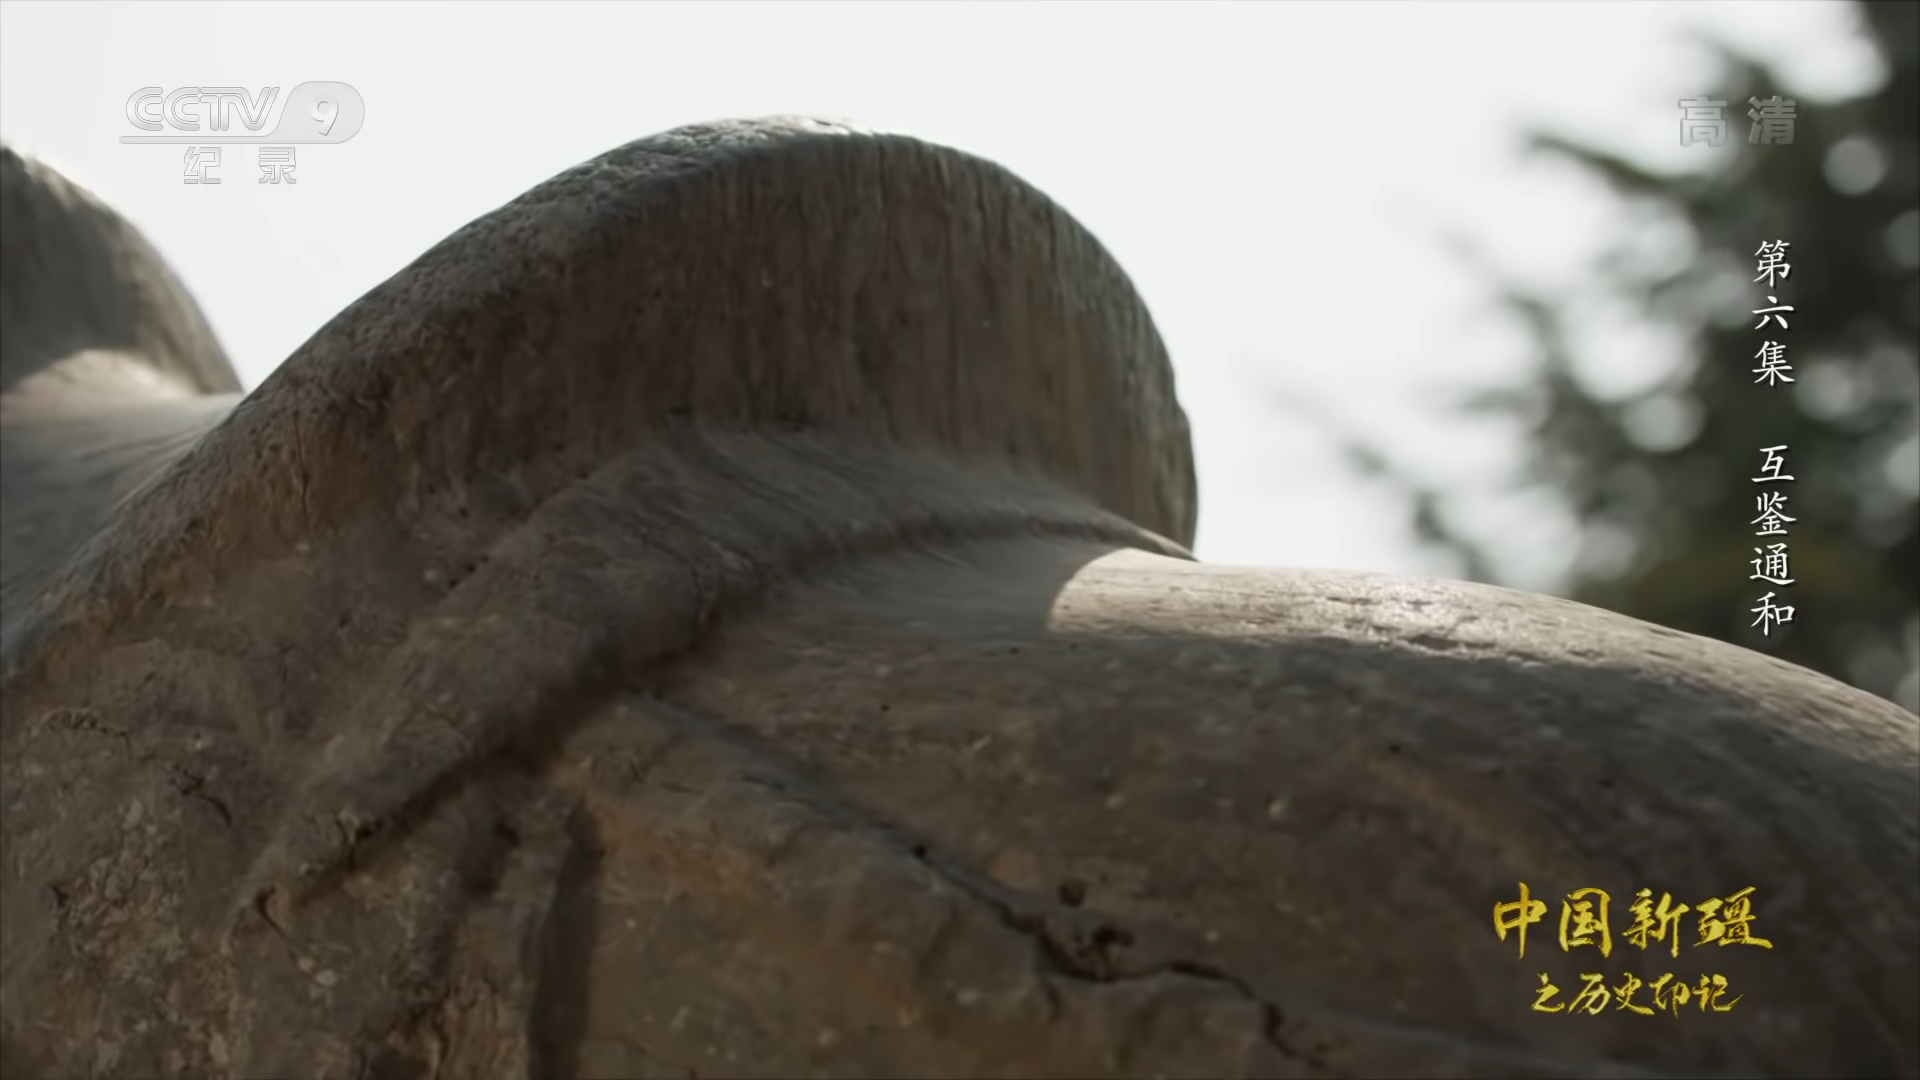 CCTV 9
纪录
高清
第六集 互鉴通和
中国新疆
之历史印记